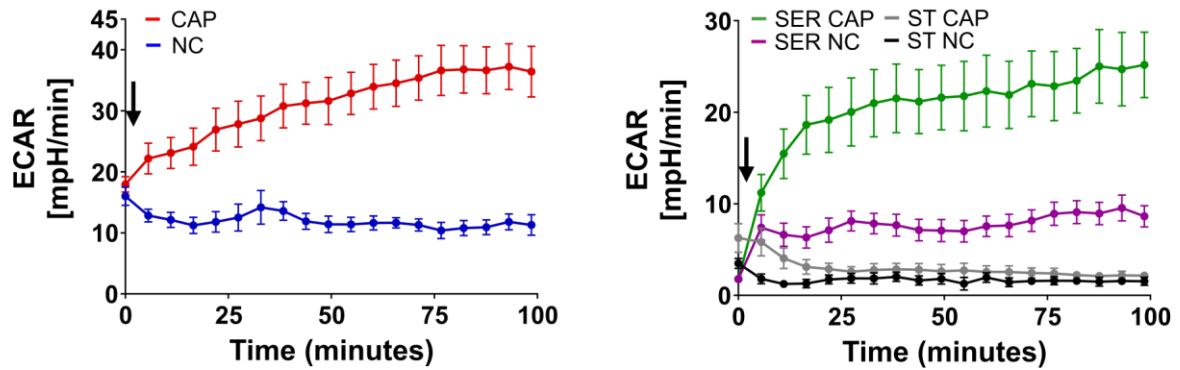 CAP
NC
45
40
30
20
10
0
ECAR
[mpH/min]
0 25 50 75 100
Time (minutes)
SER CAP ST CAP
SER NC ST NC
30
20
10
0
ECAR
[mpH/min]
0 25 50 75 100
Time (minutes)